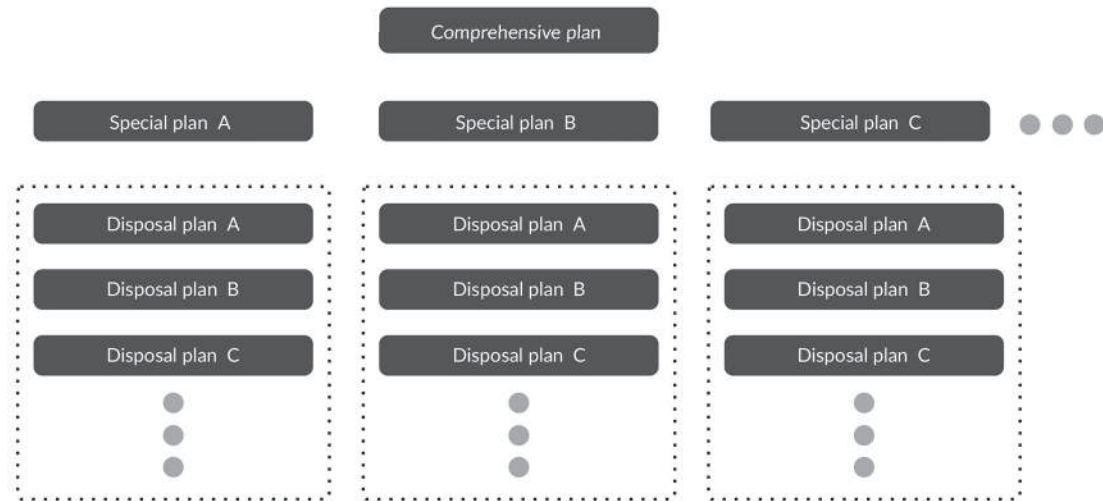 Comprehensive plan
Special plan A
Special plan B
Special plan C
Disposal plan A
Disposal plan B
Disposal plan C
Disposal plan A
Disposal plan B
Disposal plan C
Disposal plan A
Disposal plan B
Disposal plan C